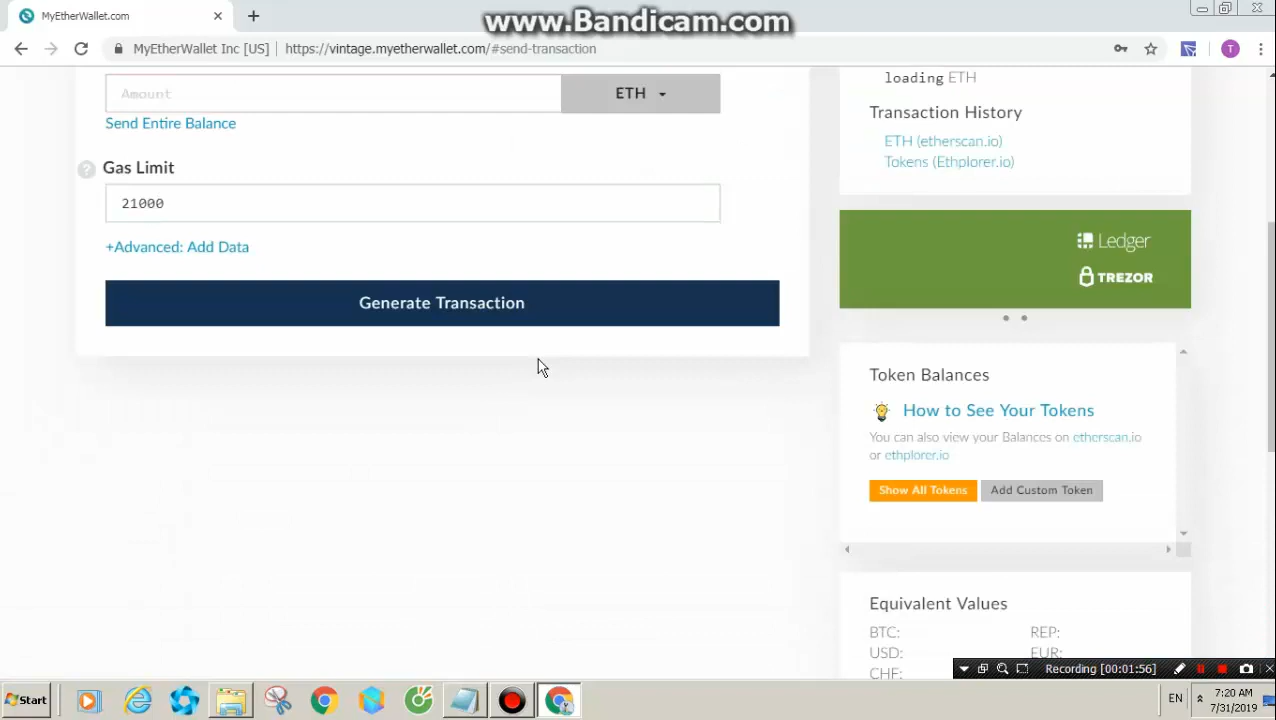 MyEtherWallet.com
www.Bandicam.com
MyEtherWallet Inc [US]
https://vintage.myetherwallet.com/#send-transaction
T
Amount
ETH
Send Entire Balance
Gas Limit
21000
+Advanced: Add Data
Generate Transaction
loading ETH
Transaction History
ETH (etherscan.io)
Tokens (Ethplorer.io)
Ledger
TREZOR
Token Balances
How to See Your Tokens
You can also view your Balances on etherscan.io
or ethplorer.io
Show All Tokens
Add Custom Token
Equivalent Values
BTC:
REP:
USD:
EUR:
CHF:
Recording [00:01:56]
Start
EN
7:20 AM
7/31/2019